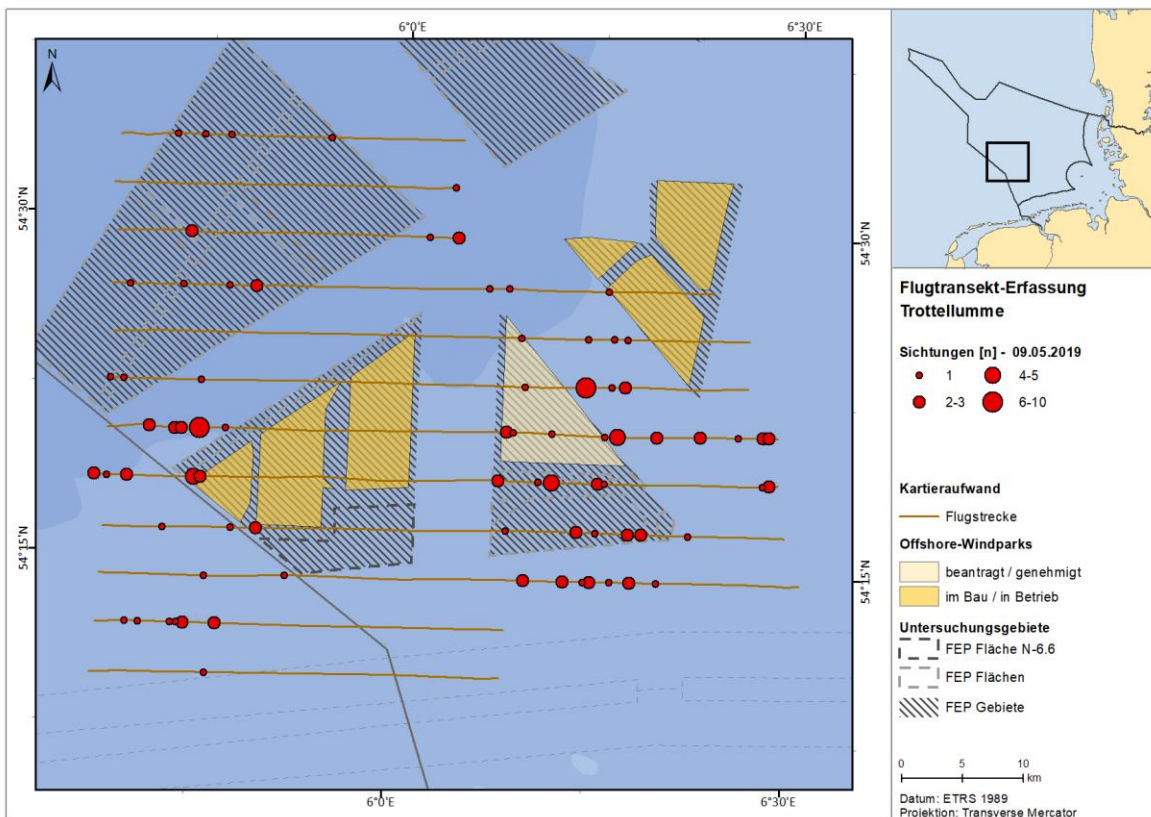 6°0'E
6°30'E
N
54°30'N
54°30'N
54°15'N
54°15'N
6°0'E
6°30'E
Flugtransekt-Erfassung
Trottellumme
Sichtungen [n] - 09.05.2019
1
4-5
2-3
6-10
Kartieraufwand
Flugstrecke
Offshore-Windparks
beantragt / genehmigt
im Bau / in Betrieb
Untersuchungsgebiete
FEP Fläche N-6.6
FEP Flächen
FEP Gebiete
0 5 10
km
Datum: ETRS 1989
Projektion: Transverse Mercator